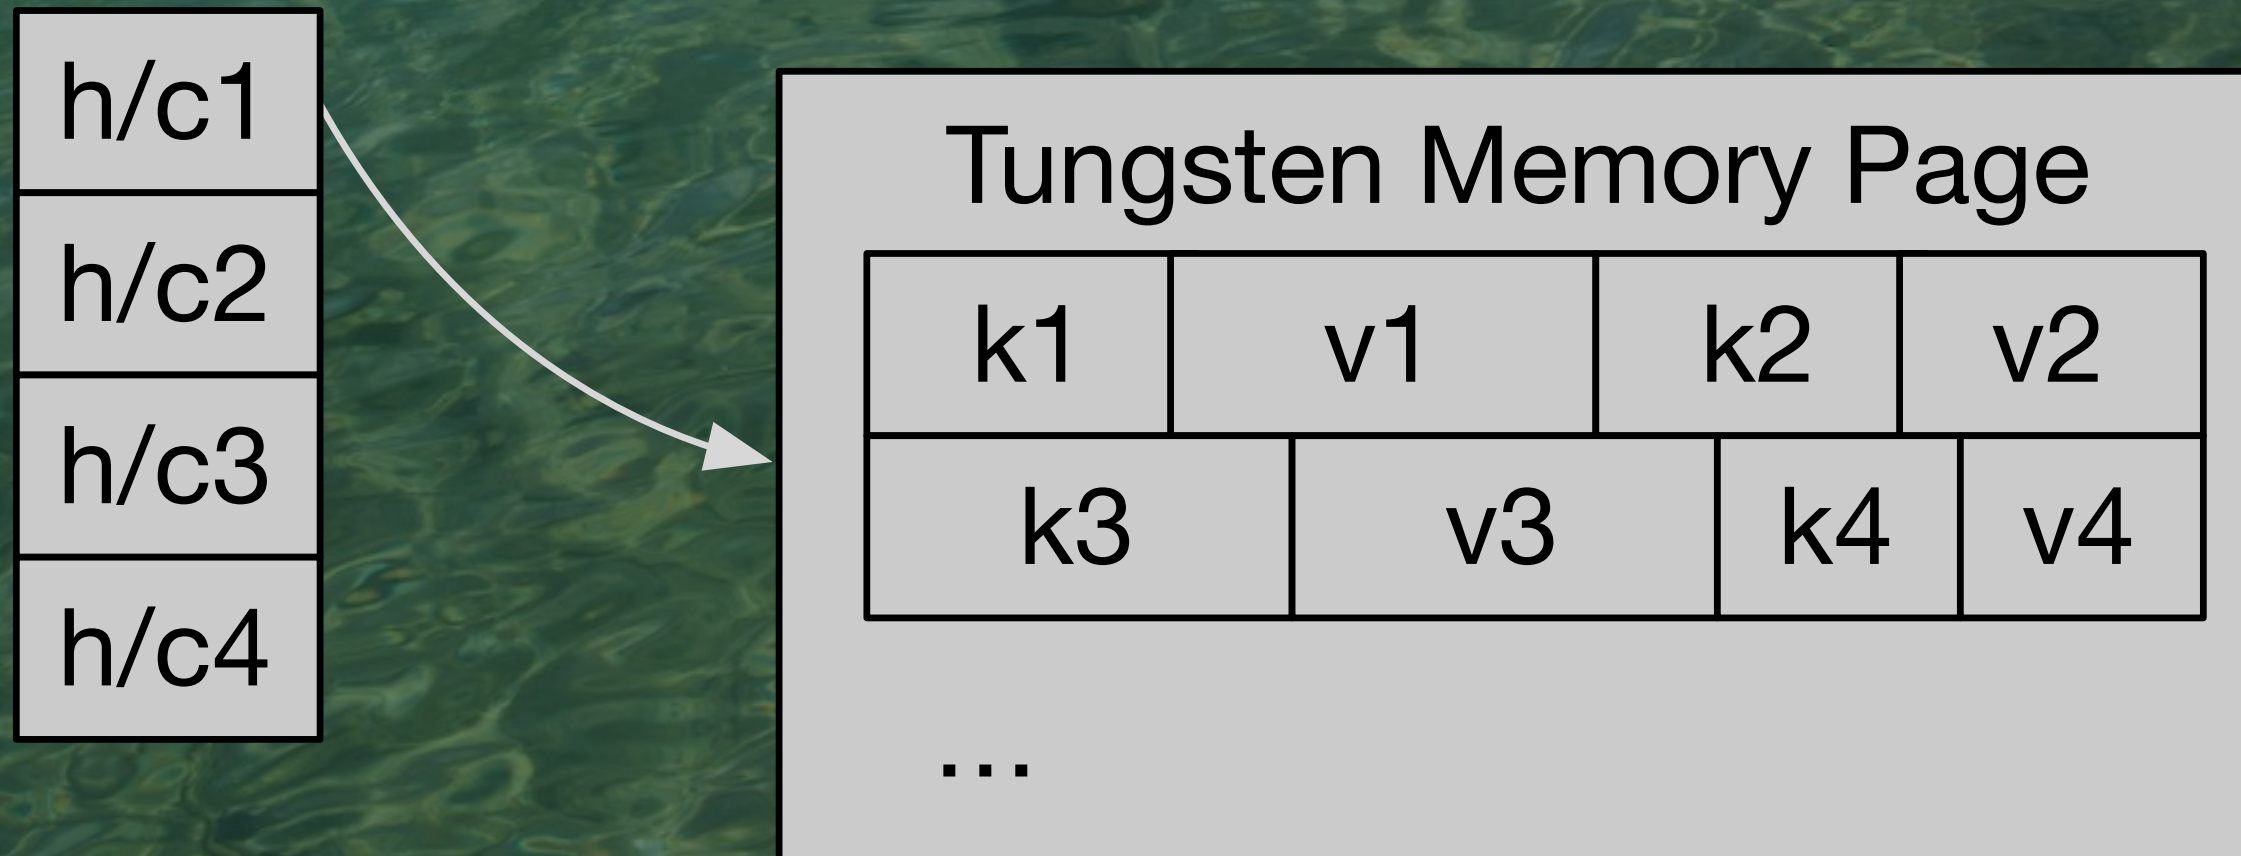 h/c1
h/c2
h/c3
h/c4
Tungsten Memory Page
k1 v1 k2 v2
k3 v3 k4 v4
...